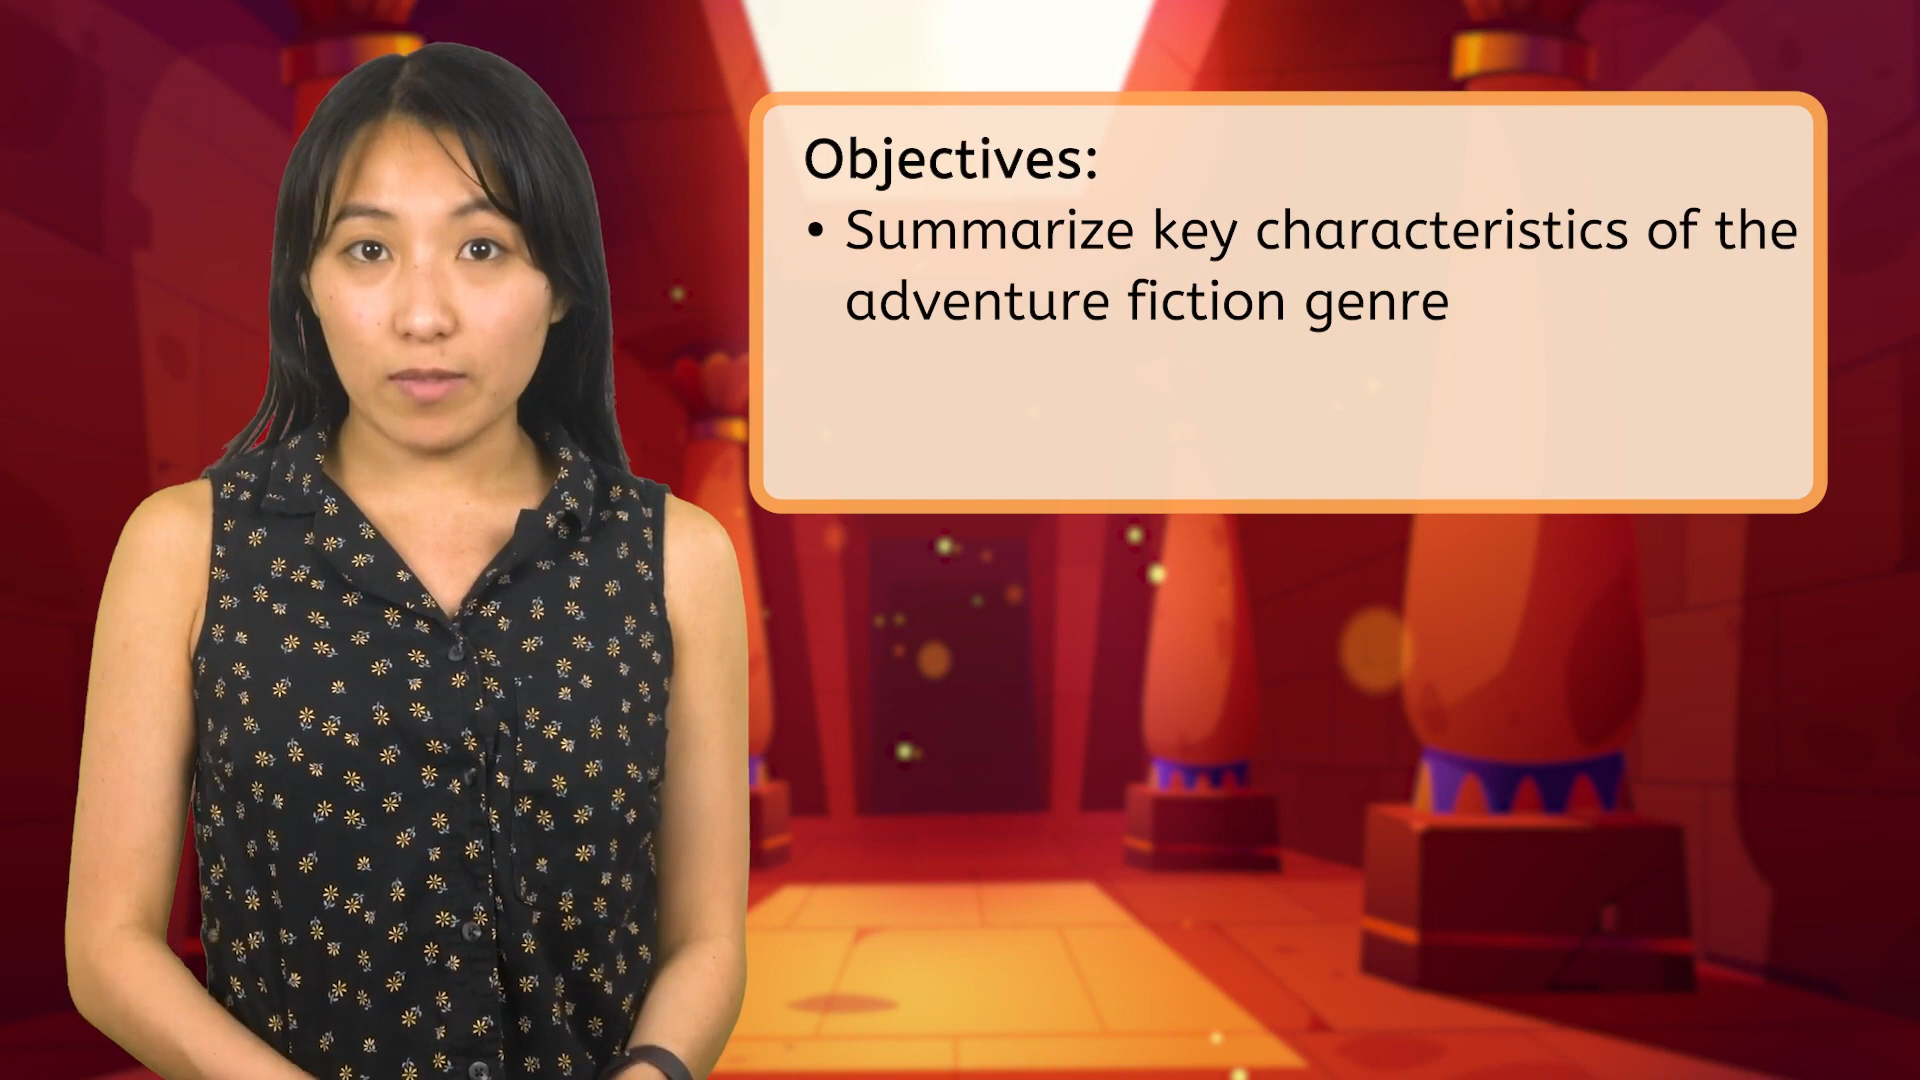 Objectives:
• Summarize key characteristics of the
adventure fiction genre